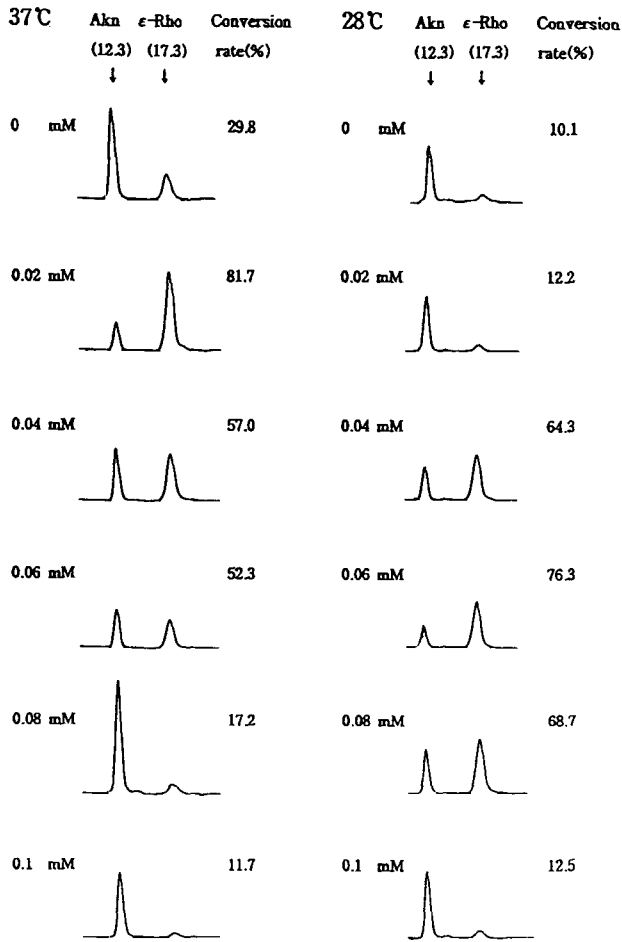 37℃ Akn ε-Rho Conversion
(12.3) (17.3) rate(%)
↓ ↓
0 mM 29.8
0.02 mM 81.7
0.04 mM 57.0
0.06 mM 52.3
0.08 mM 17.2
0.1 mM 11.7
28℃ Akn ε-Rho Conversion
(12.3) (17.3) rate(%)
↓ ↓
0 mM 10.1
0.02 mM 12.2
0.04 mM 64.3
0.06 mM 76.3
0.08 mM 68.7
0.1 mM 12.5